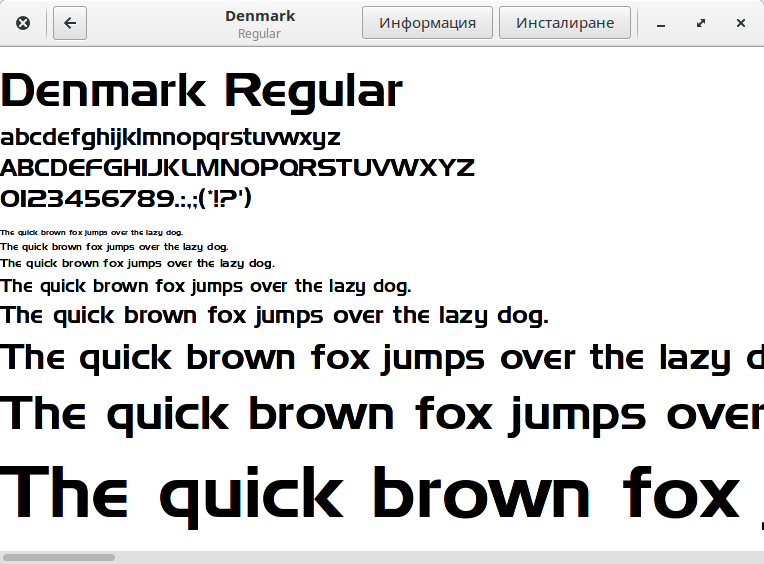 Denmark
Regular
Информация
Инсталиране
Denmark Regular
abcdefghijklmnopqrstuvwxyz
ABCDEFGHIJKLMNOPQRSTUVWXYZ
0123456789.:,;(*!?')
The quick brown fox jumps over the lazy dog.
The quick brown fox jumps over the lazy dog.
The quick brown fox jumps over the lazy dog.
The quick brown fox jumps over the lazy dog.
The quick brown fox jumps over the lazy dog.
The quick brown fox jumps over the lazy d
The quick brown fox jumps over
The quick brown fox